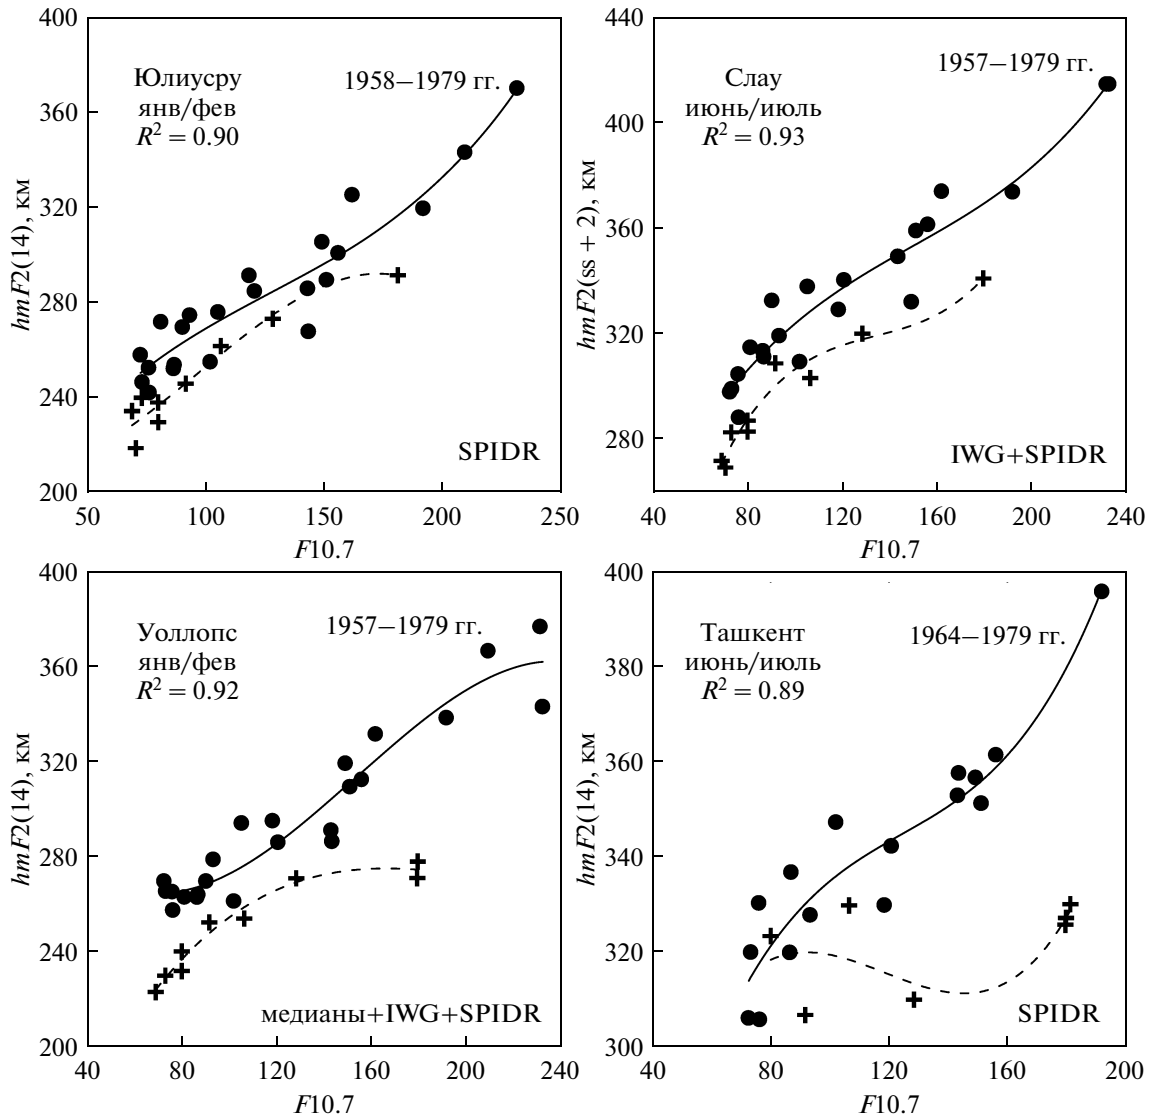 400
360
320
280
240
200
hmF2(14), км
Юлиусру
янв/фев
R² = 0.90
1958–1979 гг.
SPIDR
50
100
150
200
250
F10.7
440
400
360
320
280
hmF2(ss + 2), км
Слау
июнь/июль
R² = 0.93
1957–1979 гг.
IWG+SPIDR
40
80
120
160
200
240
F10.7
400
360
320
280
240
200
hmF2(14), км
Уоллопс
янв/фев
R² = 0.92
1957–1979 гг.
медианы+IWG+SPIDR
40
80
120
160
200
240
F10.7
400
380
360
340
320
300
hmF2(14), км
Ташкент
июнь/июль
R² = 0.89
1964–1979 гг.
SPIDR
40
80
120
160
200
F10.7